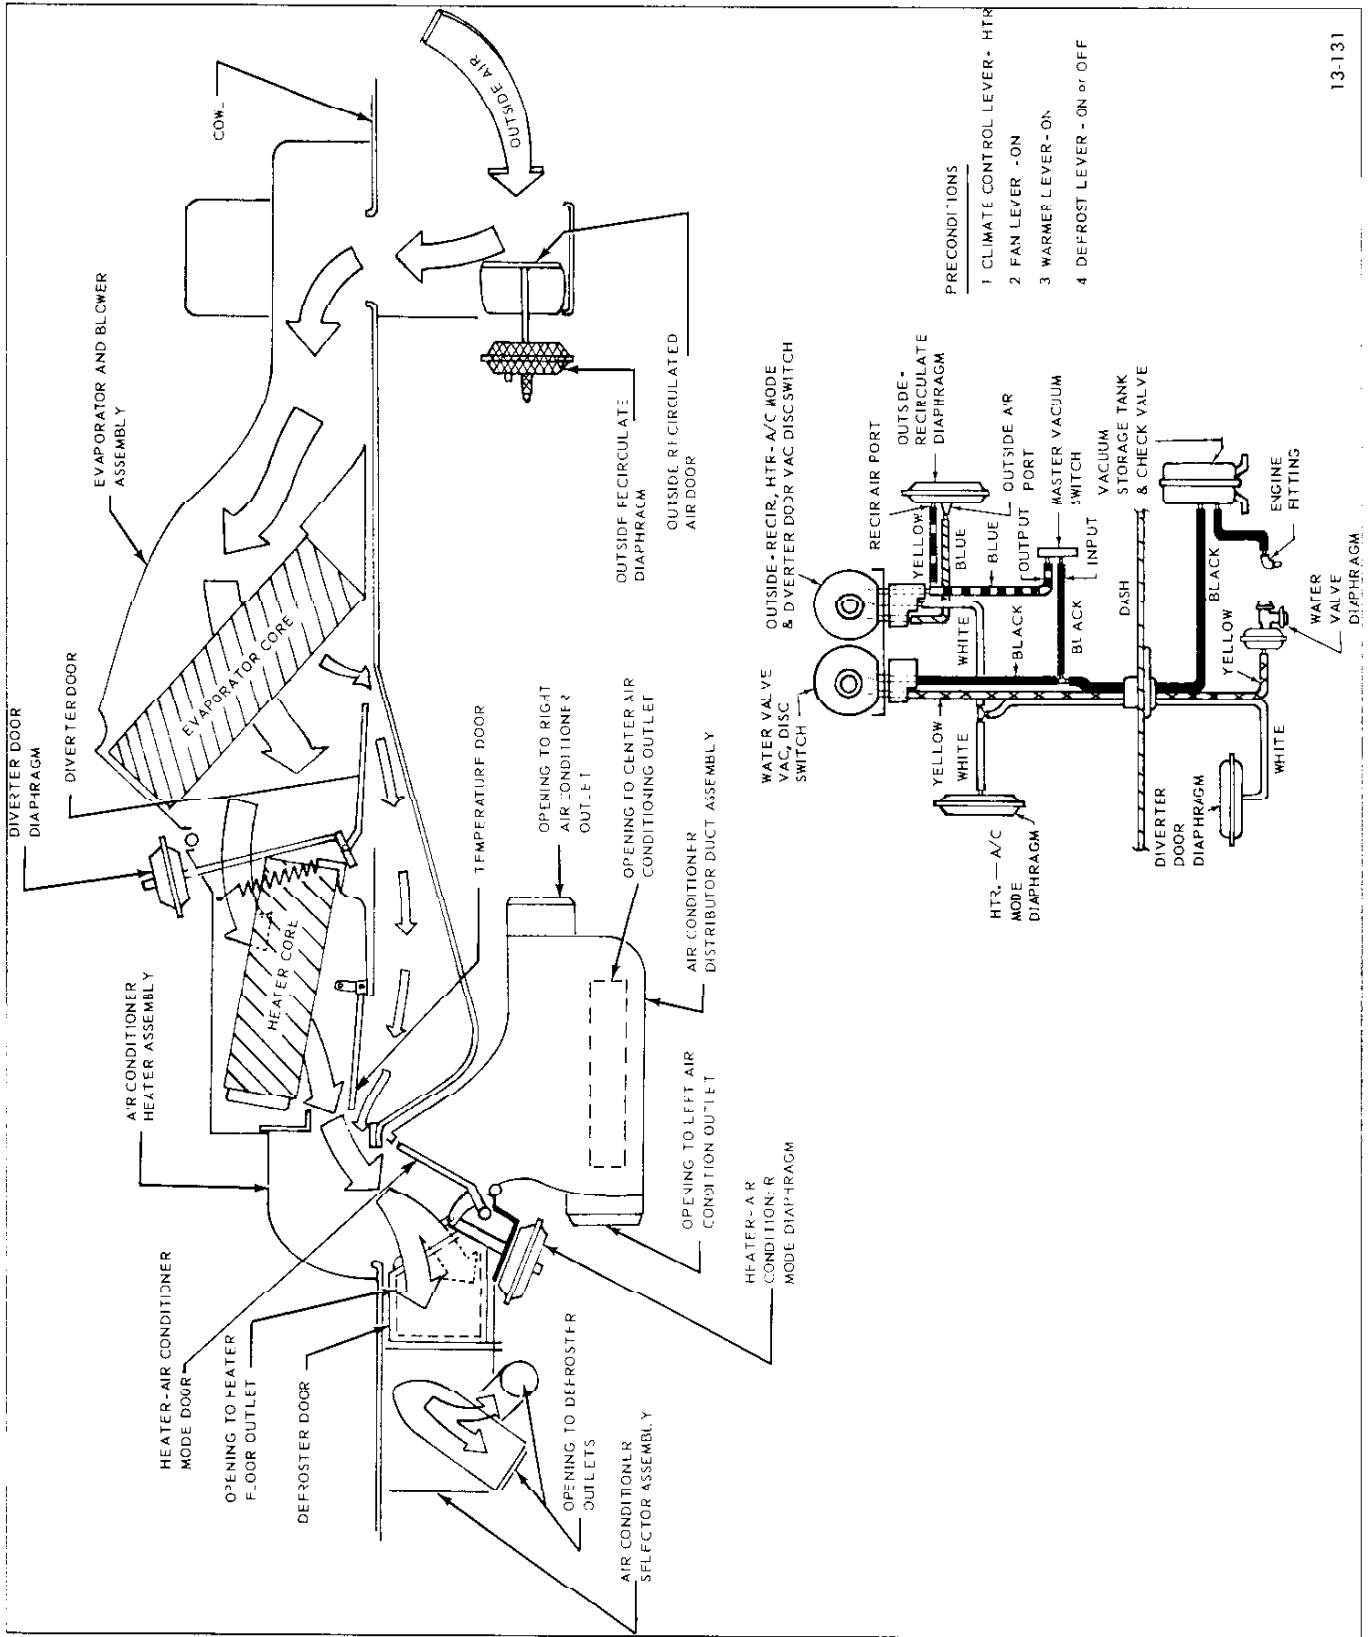 COW
OUTSIDE AIR
EVAPORATOR AND BLOWER
ASSEMBLY
DIVERTER DOOR
DIAPHRAGM
DIVERTER DOOR
EVAPORATOR CORE
AIR CONDITIONER
HEATER ASSEMBLY
HEATER CORE
TEMPERATURE DOOR
OUTSIDE RECIRCULATE
DIAPHRAGM
OUTSIDE RECIRCULATED
AIR DOOR
OPENING TO RIGHT
AIR CONDITIONER
OUTLET
OPENING TO CENTER AIR
CONDITIONING OUTLET
AIR CONDITIONER
DISTRIBUTOR DUCT ASSEMBLY
HEATER-AIR CONDITIONER
MODE DOOR
OPENING TO HEATER
FLOOR OUTLET
DEFROSTER DOOR
OPENING TO DEFROSTER
OUTLETS
AIR CONDITIONER
SELECTOR ASSEMBLY
OPENING TO LEFT AIR
CONDITION OUTLET
HEATER-AIR
CONDITIONER
MODE DIAPHRAGM
OUTSIDE-RECIR, HTR-A/C MODE
& DIVERTER DOOR VAC DISC SWITCH
WATER VALVE
VAC, DISC
SWITCH
RECIR AIR PORT
OUTSDE-
RECIRCULATE
DIAPHRAGM
YELLOW
BLUE
BLUE
OUTSIDE AIR
PORT
OUTPUT
MASTER VACUUM
SWITCH
INPUT
WHITE
BLACK
BLACK
YELLOW
WHITE
HTR.—A/C
MODE
DIAPHRAGM
DASH
VACUUM
STORAGE TANK
& CHECK VALVE
BLACK
ENGINE
FITTING
YELLOW
WATER
VALVE
DIAPHRAGM
DIVERTER
DOOR
DIAPHRAGM
WHITE
PRECONDITIONS
1 CLIMATE CONTROL LEVER - HTR
2 FAN LEVER - ON
3 WARMER LEVER - ON
4 DEFROST LEVER - ON or OFF
13-131